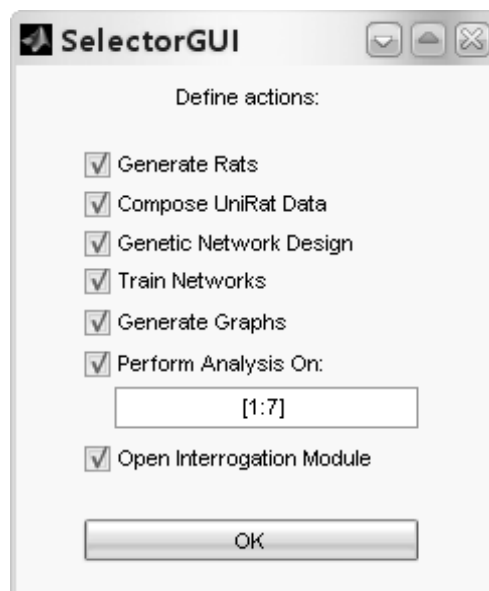 SelectorGUI
Define actions:
Generate Rats
Compose UniRat Data
Genetic Network Design
Train Networks
Generate Graphs
Perform Analysis On:
[1:7]
Open Interrogation Module
OK